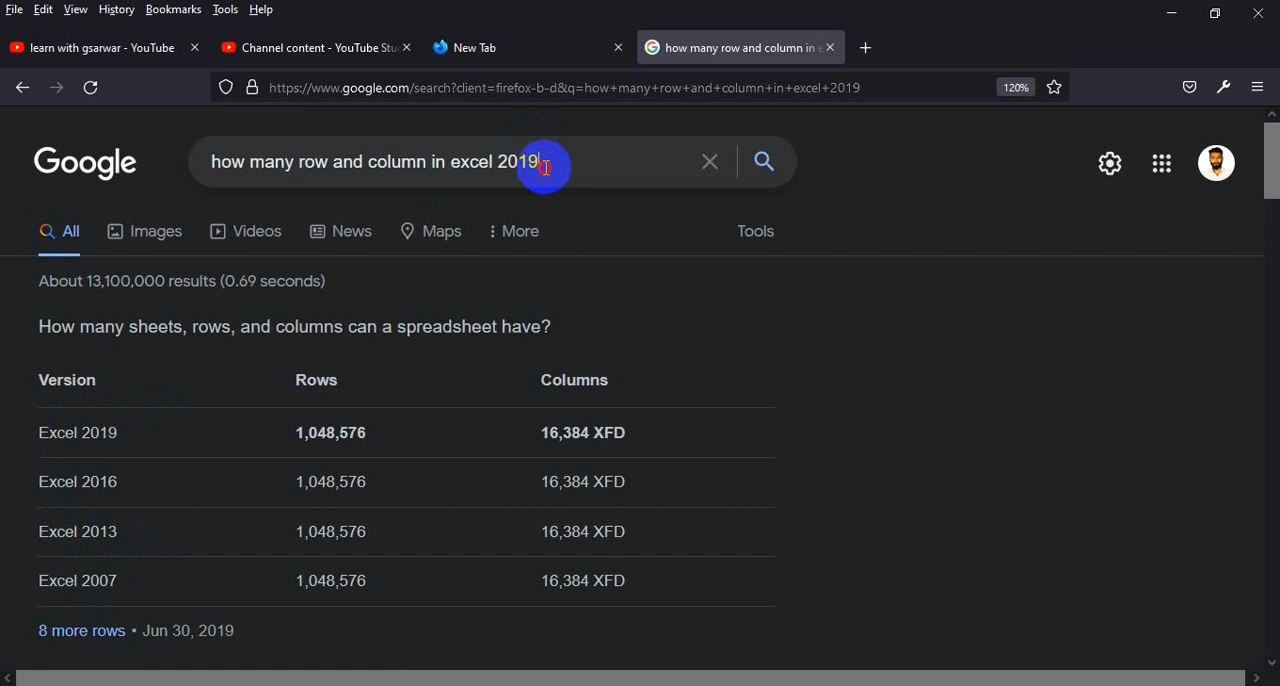 File Edit View History Bookmarks Tools Help
learn with gsarwar - YouTube
Channel content - YouTube Stu
New Tab
how many row and column in e
https://www.google.com/search?client=firefox-b-d&q=how+many+row+and+column+in+excel+2019
120%
Google
how many row and column in excel 2019
All Images Videos News Maps More Tools
About 13,100,000 results (0.69 seconds)
How many sheets, rows, and columns can a spreadsheet have?
Version Rows Columns
Excel 2019 1,048,576 16,384 XFD
Excel 2016 1,048,576 16,384 XFD
Excel 2013 1,048,576 16,384 XFD
Excel 2007 1,048,576 16,384 XFD
8 more rows • Jun 30, 2019